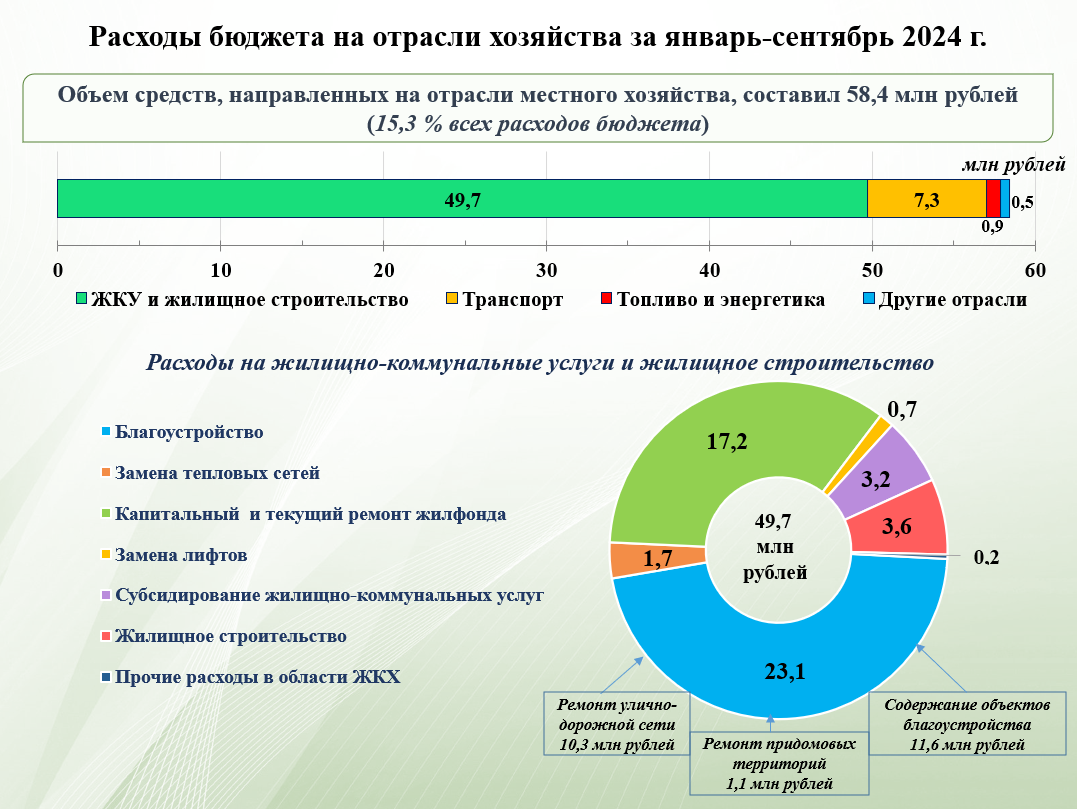 Расходы бюджета на отрасли хозяйства за январь-сентябрь 2024 г.
Объем средств, направленных на отрасли местного хозяйства, составил 58,4 млн рублей
(15,3 % всех расходов бюджета)
млн рублей
49,7
7,3
0,5
0,9
0 10 20 30 40 50 60
ЖКУ и жилищное строительство Транспорт Топливо и энергетика Другие отрасли
Расходы на жилищно-коммунальные услуги и жилищное строительство
Благоустройство
Замена тепловых сетей
Капитальный и текущий ремонт жилфонда
Замена лифтов
Субсидирование жилищно-коммунальных услуг
Жилищное строительство
Прочие расходы в области ЖКХ
0,7
17,2
3,2
3,6
49,7
млн
рублей
1,7
0,2
23,1
Ремонт улично-
дорожной сети
10,3 млн рублей
Ремонт придомовых
территорий
1,1 млн рублей
Содержание объектов
благоустройства
11,6 млн рублей